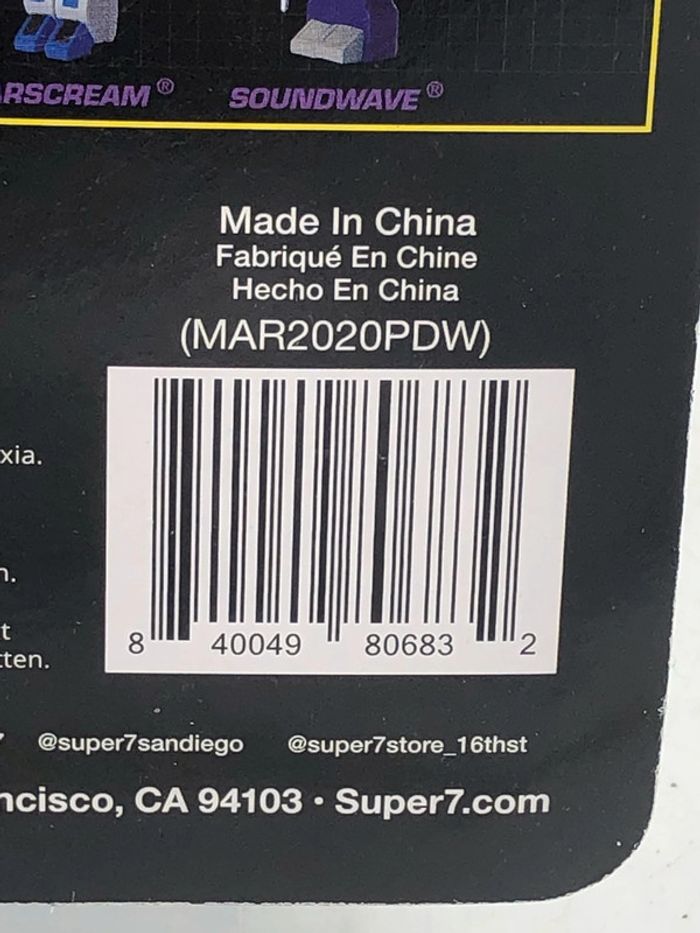 RSCREAM® SOUNDWAVE®
Made In China
Fabriqué En Chine
Hecho En China
(MAR2020PDW)
xia.
n.
t
tten.
8 40049 80683 2
@super7sandiego @super7store_16thst
ncisco, CA 94103 • Super7.com